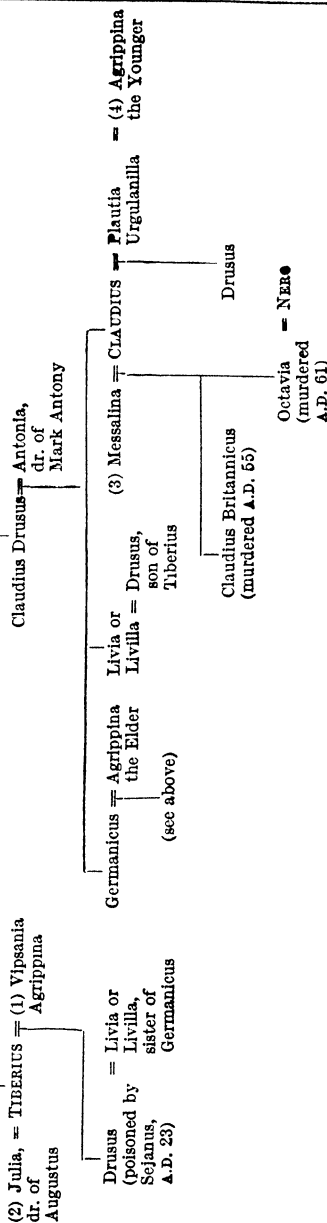 (2) Julia, = TIBERIUS = (1) Vipsania
dr. of
Augustus
Agrippina
Drusus
(poisoned by
Sejanus,
A.D. 23)
= Livia or
Livilla,
sister of
Germanicus
Claudius Drusus = Antonia,
dr. of
Mark Antony
Germanicus = Agrippina
the Elder
(see above)
Livia or
Livilla = Drusus,
son of
Tiberius
(3) Messalina = CLAUDIUS = Plautia
Urgulanilla
= (4) Agrippina
the Younger
Drusus
Claudius Britannicus
(murdered A.D. 55)
Octavia = NERO
(murdered
A.D. 61)